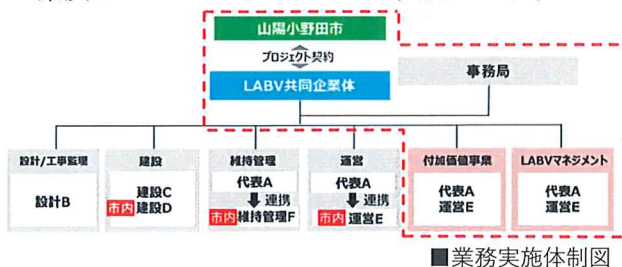 山陽小野田市
プロジェクト契約
LABV共同企業体
事務局
設計/工事監理
設計B
建設
建設C
市内 建設D
維持管理
代表A
連携
市内 維持管理F
運営
代表A
連携
市内 運営E
付加価値事業
代表A
運営E
LABVマネジメント
代表A
運営E
■業務実施体制図